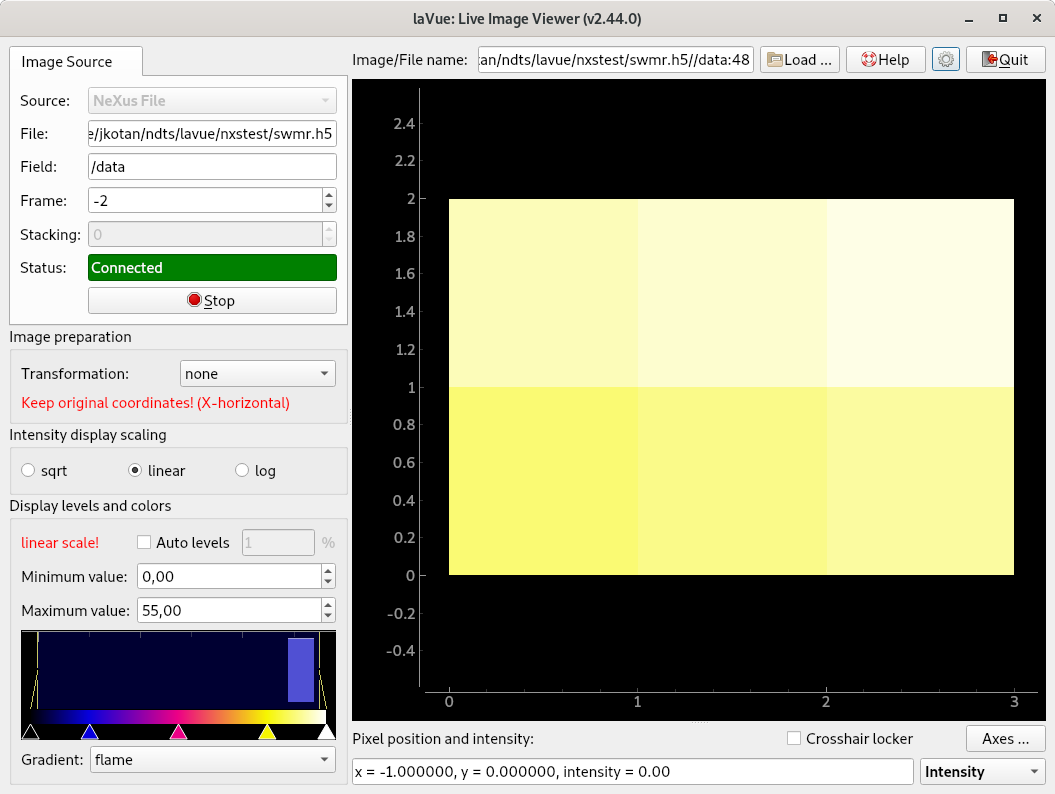 laVue: Live Image Viewer (v2.44.0)
Image Source
Source: NeXus File
File: e/jkotan/ndts/lavue/nxstest/swmr.h5
Field: /data
Frame: -2
Stacking: 0
Status: Connected
Stop
Image preparation
Transformation: none
Keep original coordinates! (X-horizontal)
Intensity display scaling
sqrt linear log
Display levels and colors
linear scale! Auto levels 1 %
Minimum value: 0,00
Maximum value: 55,00
Gradient: flame
Image/File name: :an/ndts/lavue/nxstest/swmr.h5//data:48 Load ... Help Quit
2.4
2.2
2
1.8
1.6
1.4
1.2
1
0.8
0.6
0.4
0.2
0
-0.2
-0.4
0 1 2 3
Pixel position and intensity: Crosshair locker Axes ...
x = -1.000000, y = 0.000000, intensity = 0.00 Intensity